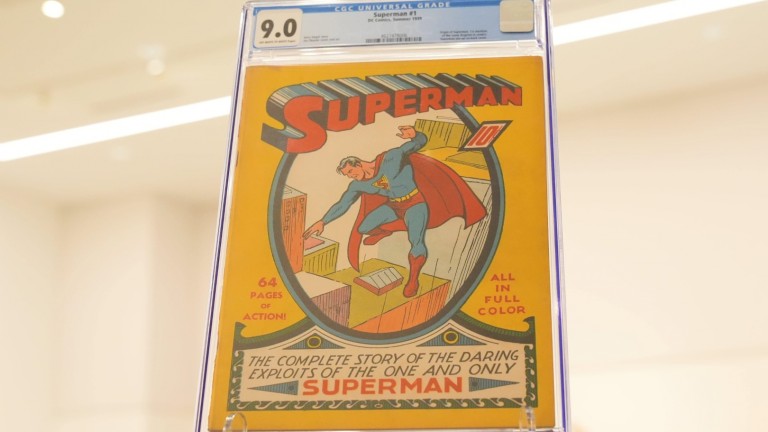 CGC UNIVERSAL GRADE
9.0
Superman #1
DC Comics, Summer 1939
SUPERMAN
10¢
S
64
PAGES
OF
ACTION!
ALL
IN
FULL
COLOR
THE COMPLETE STORY OF THE DARING
EXPLOITS OF THE ONE AND ONLY
SUPERMAN